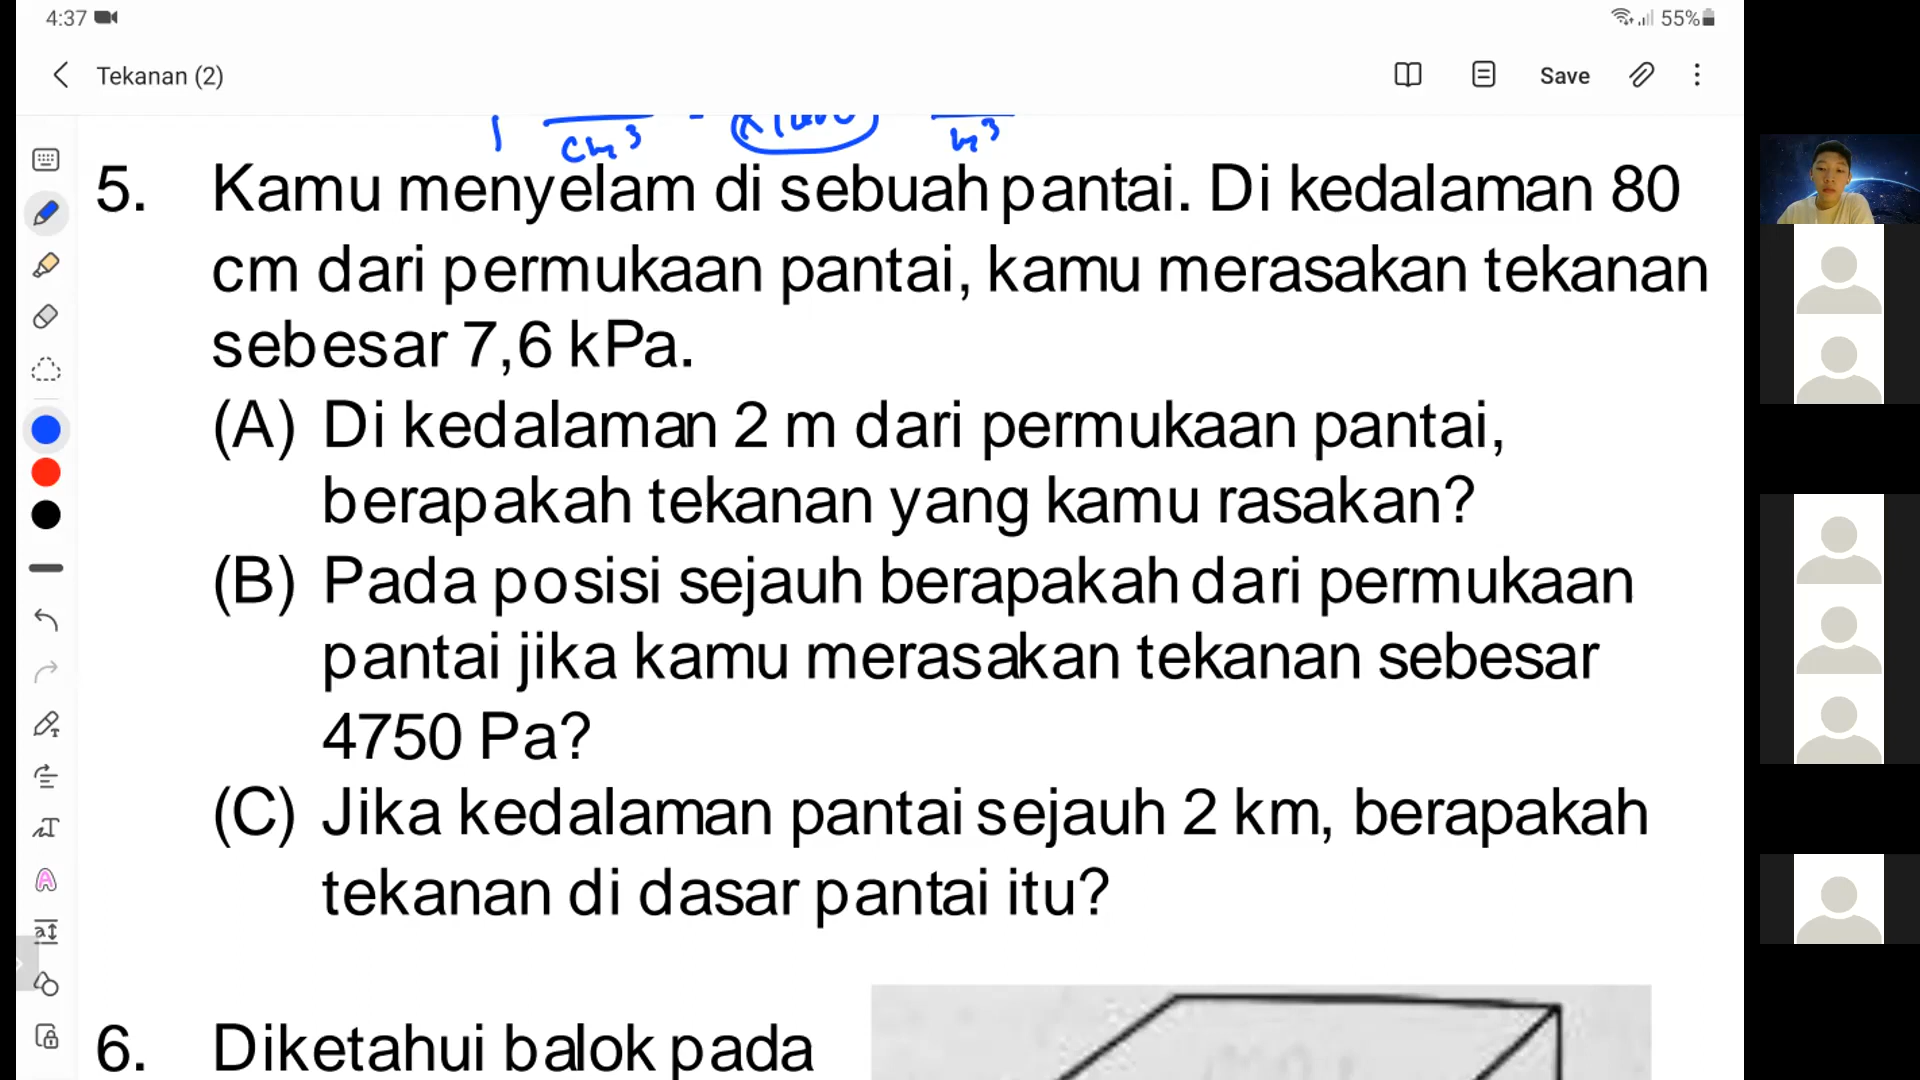 4:37
55%
Tekanan (2)
Save
cm³
m³
5. Kamu menyelam di sebuah pantai. Di kedalaman 80
cm dari permukaan pantai, kamu merasakan tekanan
sebesar 7,6 kPa.
(A) Di kedalaman 2 m dari permukaan pantai,
berapakah tekanan yang kamu rasakan?
(B) Pada posisi sejauh berapakah dari permukaan
pantai jika kamu merasakan tekanan sebesar
4750 Pa?
(C) Jika kedalaman pantai sejauh 2 km, berapakah
tekanan di dasar pantai itu?
6. Diketahui balok pada